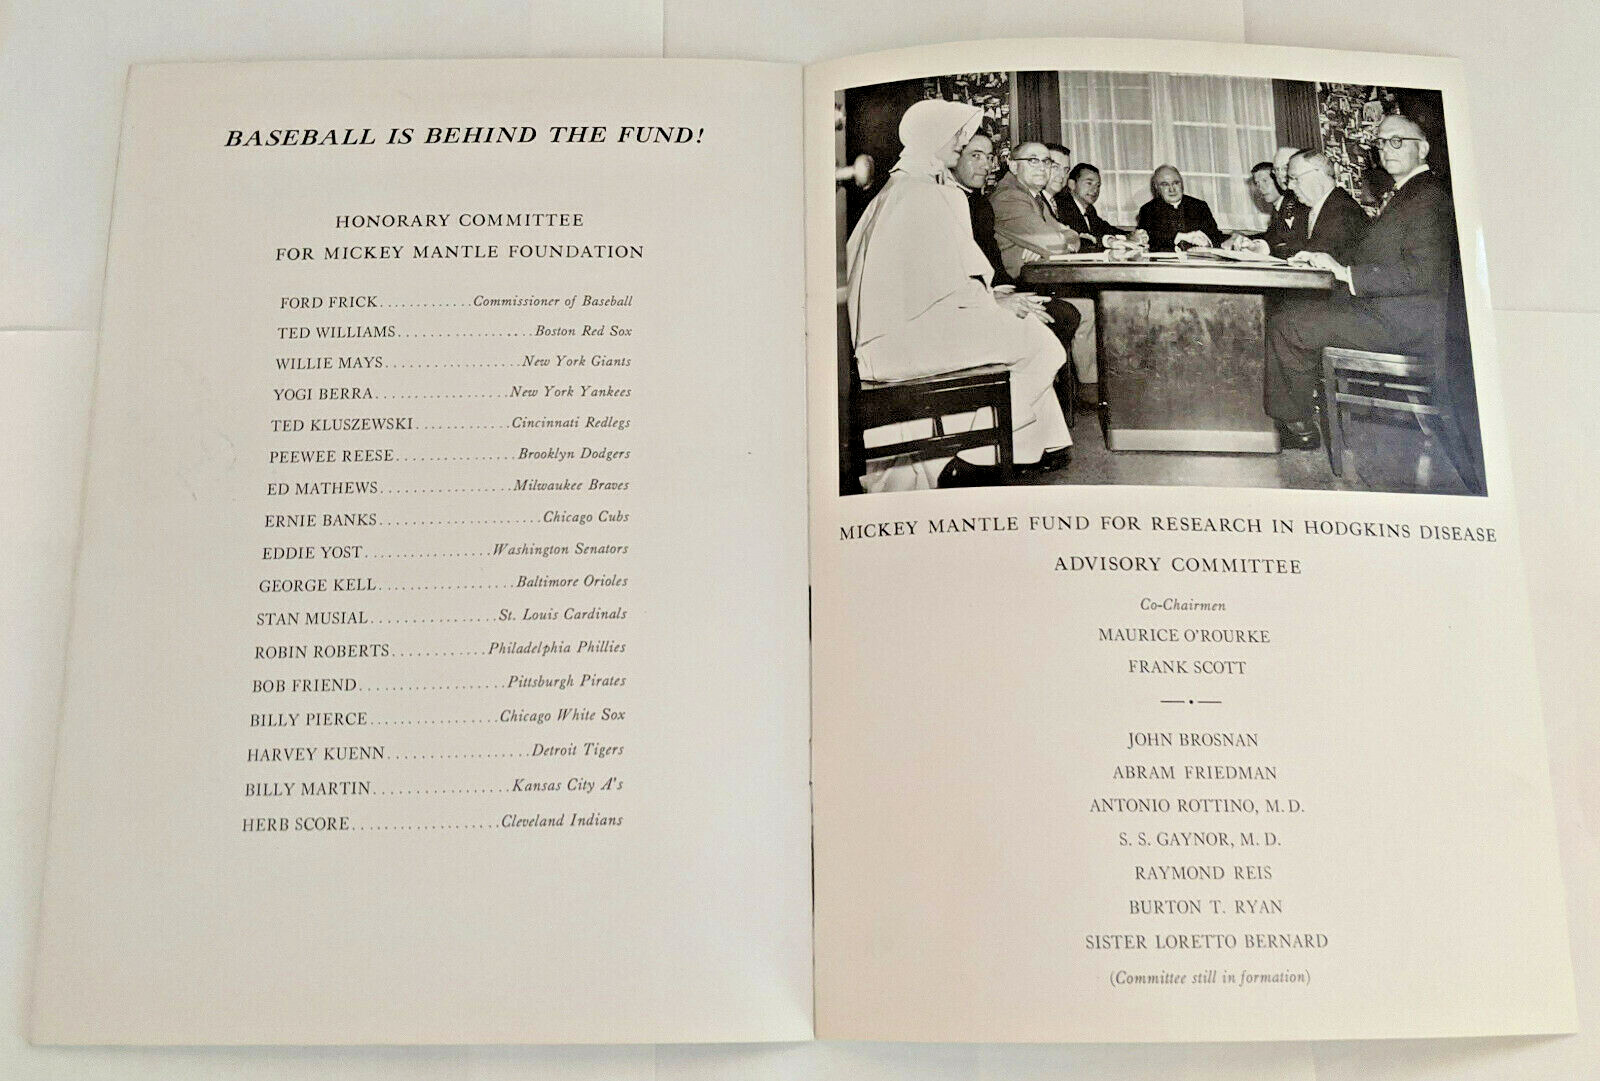 BASEBALL IS BEHIND THE FUND!
HONORARY COMMITTEE
FOR MICKEY MANTLE FOUNDATION
FORD FRICK............Commissioner of Baseball
TED WILLIAMS.................Boston Red Sox
WILLIE MAYS.................New York Giants
YOGI BERRA.................New York Yankees
TED KLUSZEWSKI............Cincinnati Redlegs
PEEWEE REESE...............Brooklyn Dodgers
ED MATHEWS................Milwaukee Braves
ERNIE BANKS....................Chicago Cubs
EDDIE YOST................Washington Senators
GEORGE KELL.................Baltimore Orioles
STAN MUSIAL................St. Louis Cardinals
ROBIN ROBERTS............Philadelphia Phillies
BOB FRIEND..................Pittsburgh Pirates
BILLY PIERCE................Chicago White Sox
HARVEY KUENN..................Detroit Tigers
BILLY MARTIN.................Kansas City A's
HERB SCORE..................Cleveland Indians
MICKEY MANTLE FUND FOR RESEARCH IN HODGKINS DISEASE
ADVISORY COMMITTEE
Co-Chairmen
MAURICE O'ROURKE
FRANK SCOTT
JOHN BROSNAN
ABRAM FRIEDMAN
ANTONIO ROTTINO, M.D.
S. S. GAYNOR, M. D.
RAYMOND REIS
BURTON T. RYAN
SISTER LORETTO BERNARD
(Committee still in formation)